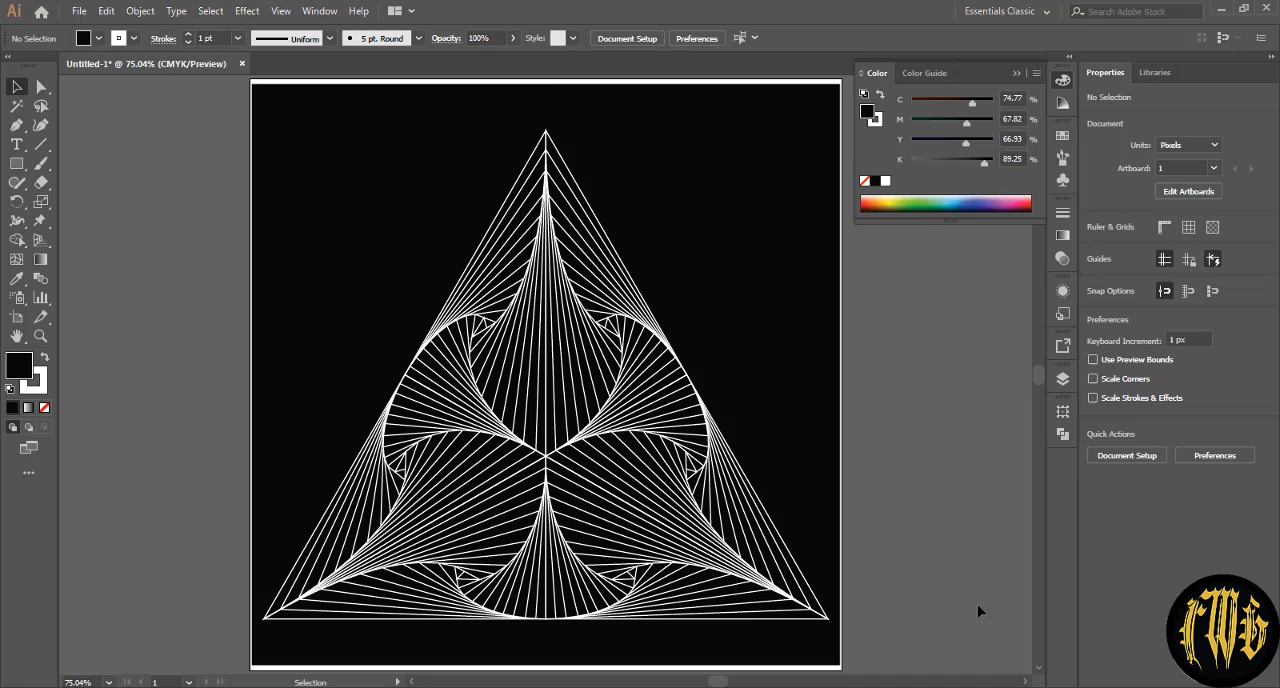 Ai File Edit Object Type Select Effect View Window Help Essentials Classic Search Adobe Stock
No Selection Stroke: 1 pt Uniform 5 pt. Round Opacity: 100% Style: Document Setup Preferences
Untitled-1* @ 75.04% (CMYK/Preview)
Color Color Guide
C 74.77 %
M 67.82 %
Y 66.93 %
K 89.25 %
Properties Libraries
No Selection
Document
Units: Pixels
Artboard: 1
Edit Artboards
Ruler & Grids
Guides
Snap Options
Preferences
Keyboard Increment: 1 px
Use Preview Bounds
Scale Corners
Scale Strokes & Effects
Quick Actions
Document Setup Preferences
75.04% 1 Selection